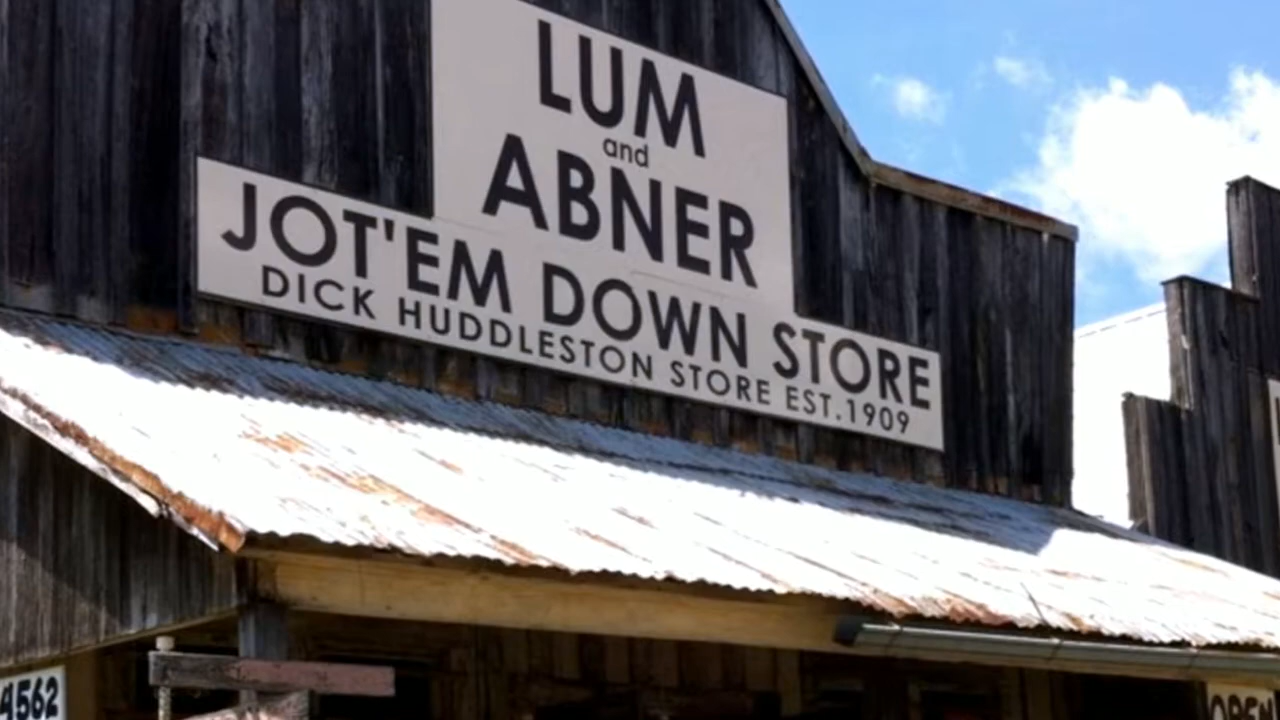 LUM
and
ABNER
JOT'EM DOWN STORE
DICK HUDDLESTON STORE EST.1909
4562
OPEN